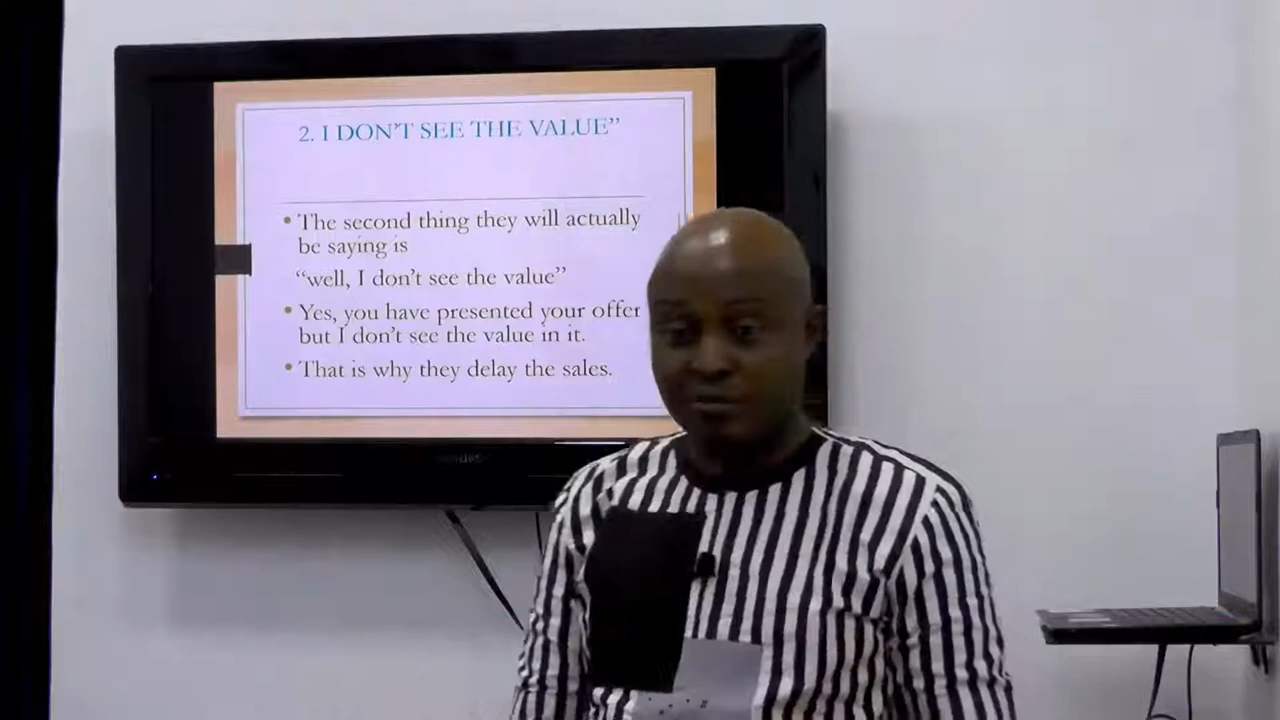 2. I DON'T SEE THE VALUE”
• The second thing they will actually
be saying is
“well, I don't see the value”
• Yes, you have presented your offer
but I don't see the value in it.
• That is why they delay the sales.